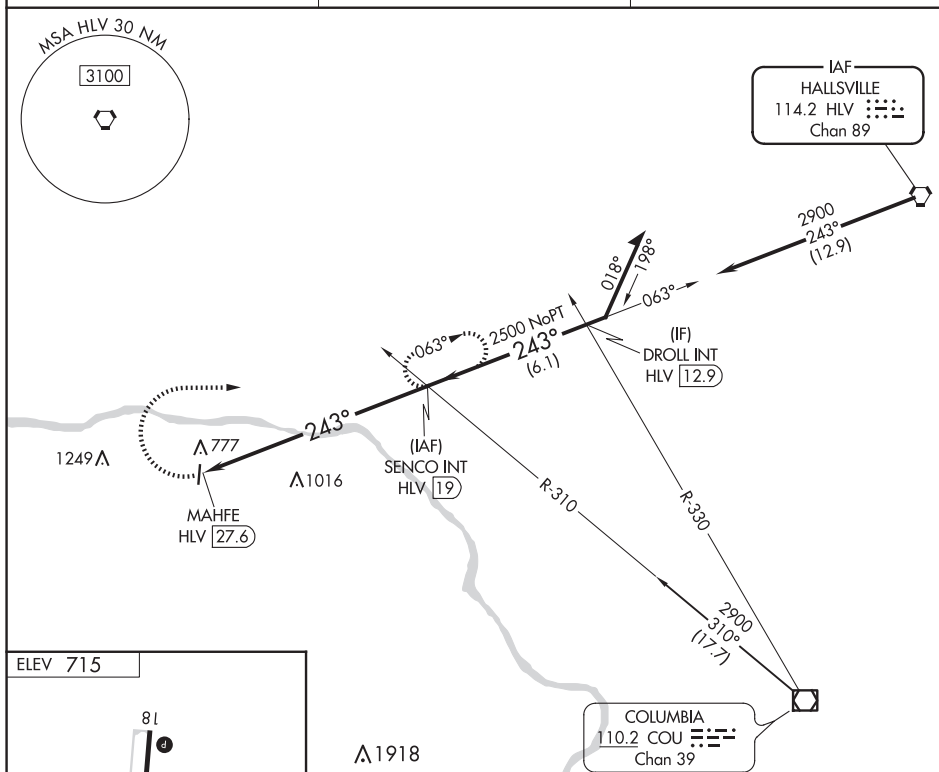 MSA HLV 30 NM
3100
IAF
HALLSVILLE
114.2 HLV
Chan 89
2900
243°
(12.9)
018°
198°
063°
2500 NoPT
243°
(6.1)
063°
(IF)
DROLL INT
HLV 12.9
243°
(IAF)
SENCO INT
HLV 19
1249
777
1016
MAHFE
HLV 27.6
R-310
R-330
2900
310°
(17.7)
ELEV 715
18
P
1918
COLUMBIA
110.2 COU
Chan 39